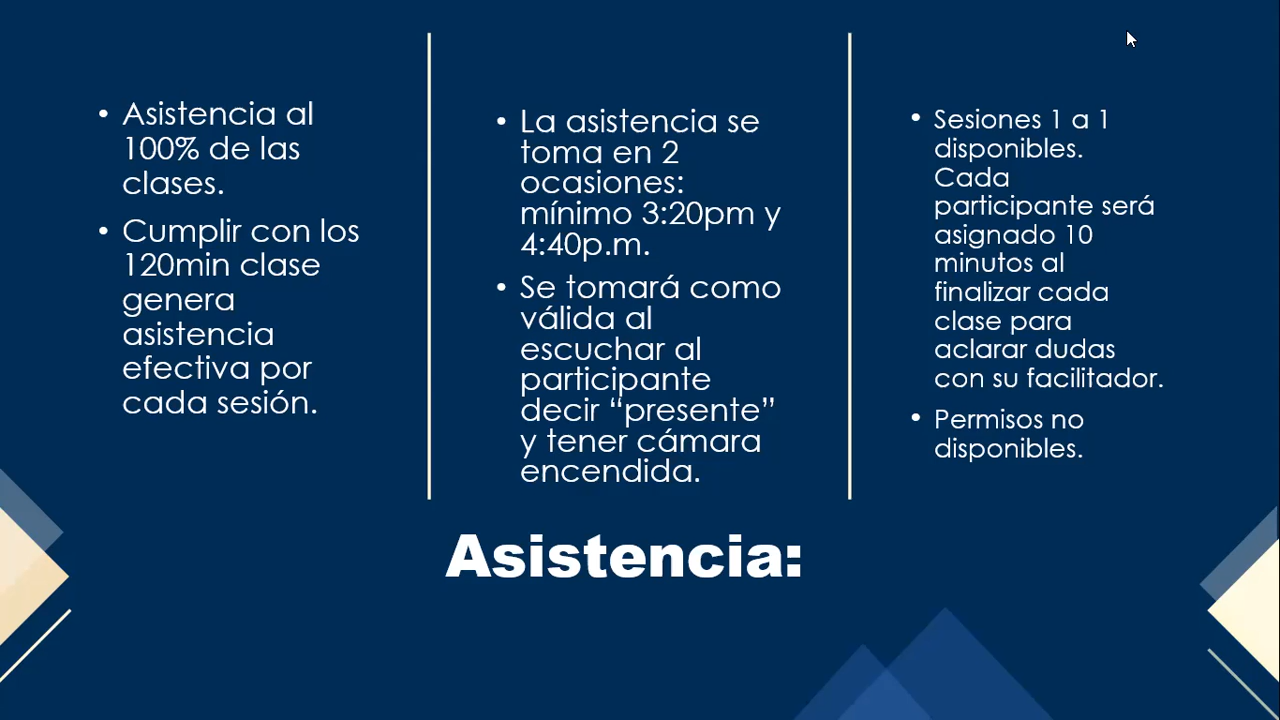 • Asistencia al
100% de las
clases.
• Cumplir con los
120min clase
genera
asistencia
efectiva por
cada sesión.
• La asistencia se
toma en 2
ocasiones:
mínimo 3:20pm y
4:40p.m.
• Se tomará como
válida al
escuchar al
participante
decir “presente”
y tener cámara
encendida.
• Sesiones 1 a 1
disponibles.
Cada
participante será
asignado 10
minutos al
finalizar cada
clase para
aclarar dudas
con su facilitador.
• Permisos no
disponibles.
Asistencia: